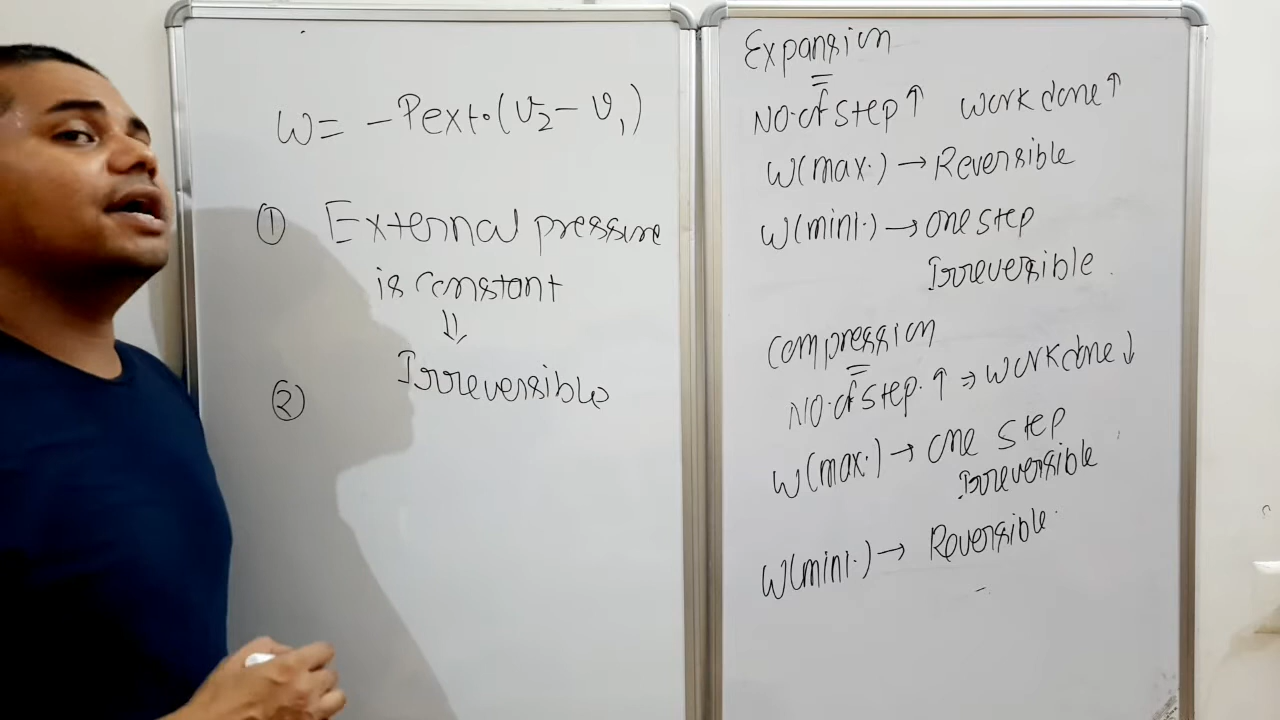 W = -Pext.(V2 - V1)
① External pressure
is constant
⇓
Irreversible
②
Expansion
No. of step ↑ Work done ↑
W(max.) → Reversible
W(mini.) → One step
Irreversible.
Compression
No. of step. ↑ ⇒ Work done ↓
W(max.) → One step
Irreversible
W(mini.) → Reversible.